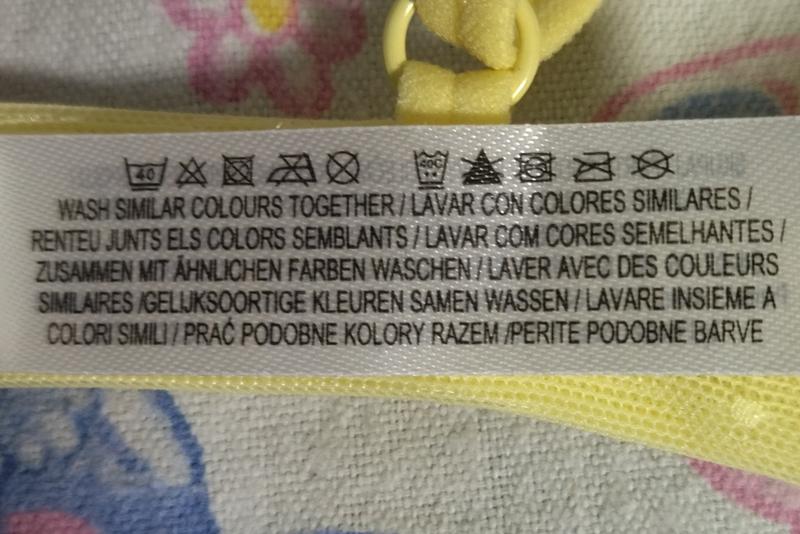 40 40C
WASH SIMILAR COLOURS TOGETHER / LAVAR CON COLORES SIMILARES /
RENTEU JUNTS ELS COLORS SEMBLANTS / LAVAR COM CORES SEMELHANTES /
ZUSAMMEN MIT ÄHNLICHEN FARBEN WASCHEN / LAVER AVEC DES COULEURS
SIMILAIRES /GELIJKSOORTIGE KLEUREN SAMEN WASSEN / LAVARE INSIEME A
COLORI SIMILI / PRAĆ PODOBNE KOLORY RAZEM /PERITE PODOBNE BARVE